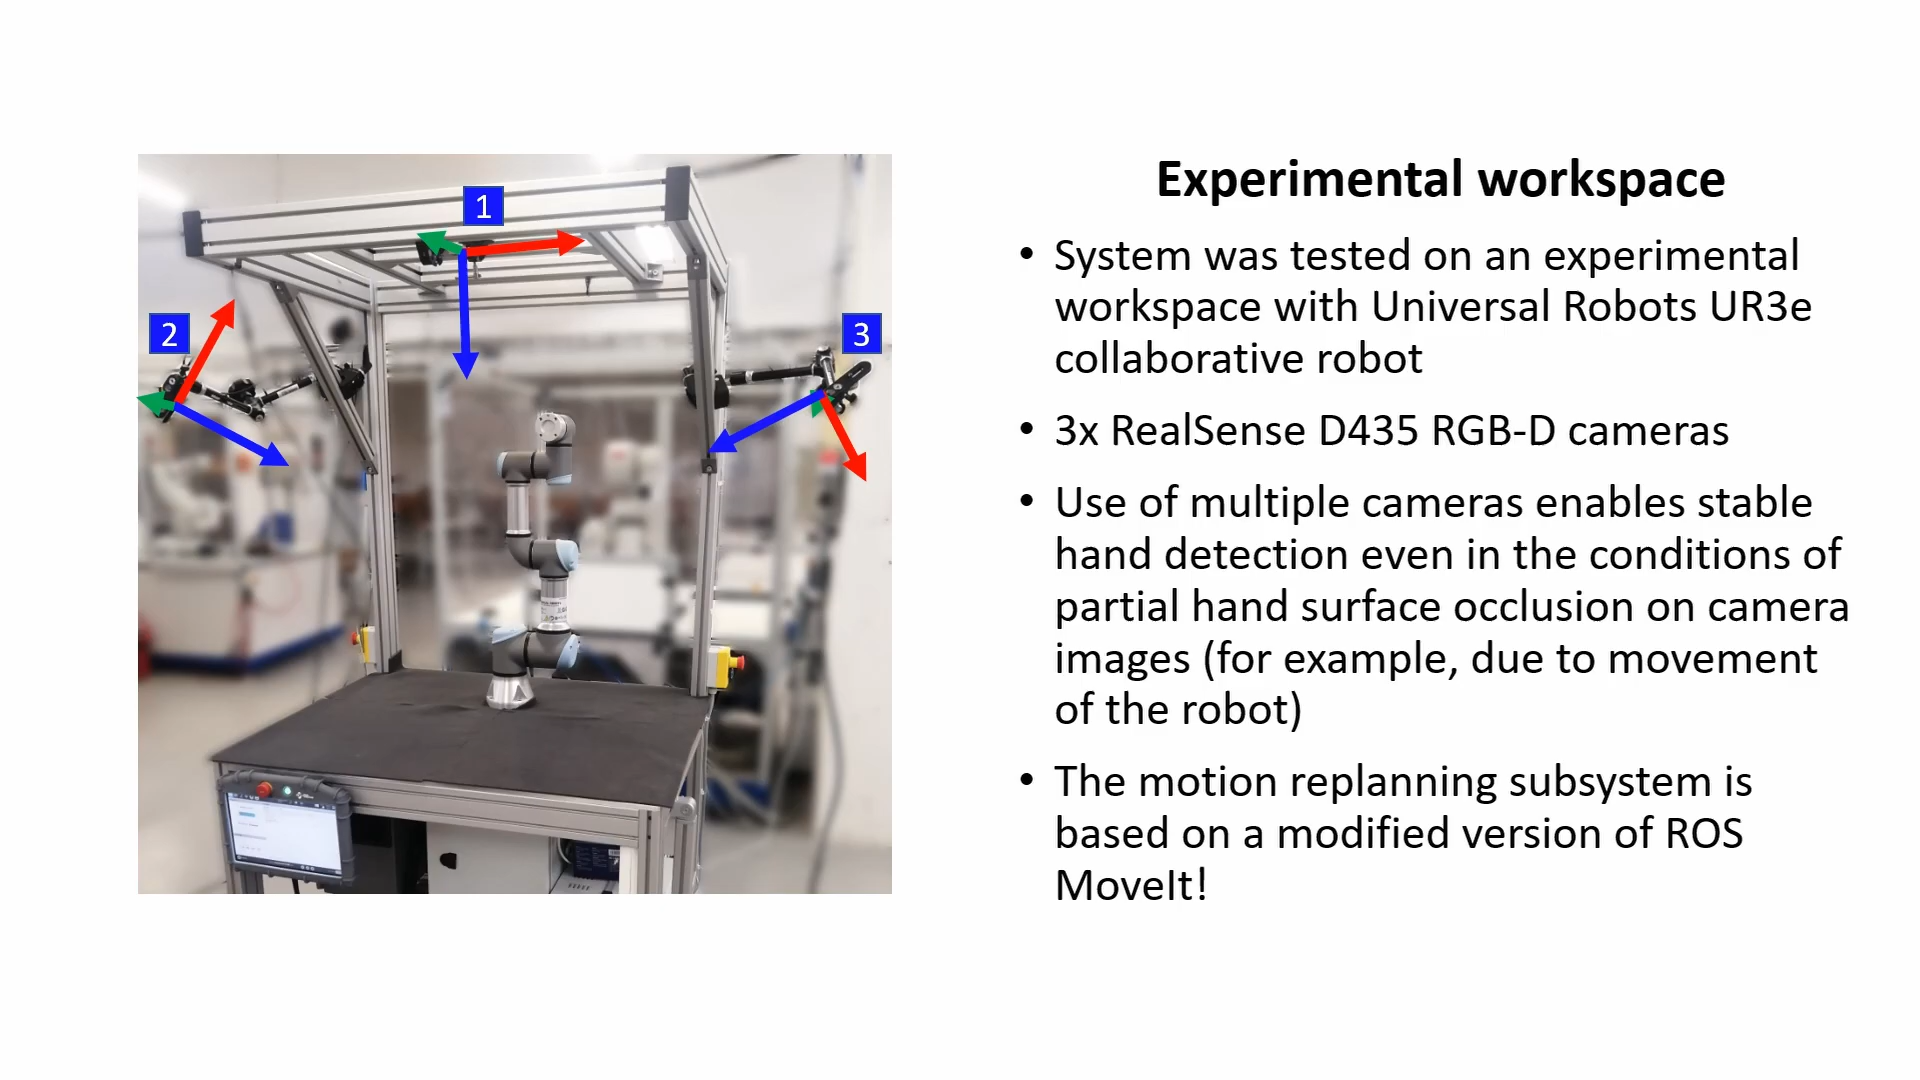 Experimental workspace
• System was tested on an experimental
workspace with Universal Robots UR3e
collaborative robot
• 3x RealSense D435 RGB-D cameras
• Use of multiple cameras enables stable
hand detection even in the conditions of
partial hand surface occlusion on camera
images (for example, due to movement
of the robot)
• The motion replanning subsystem is
based on a modified version of ROS
MoveIt!
1
2
3